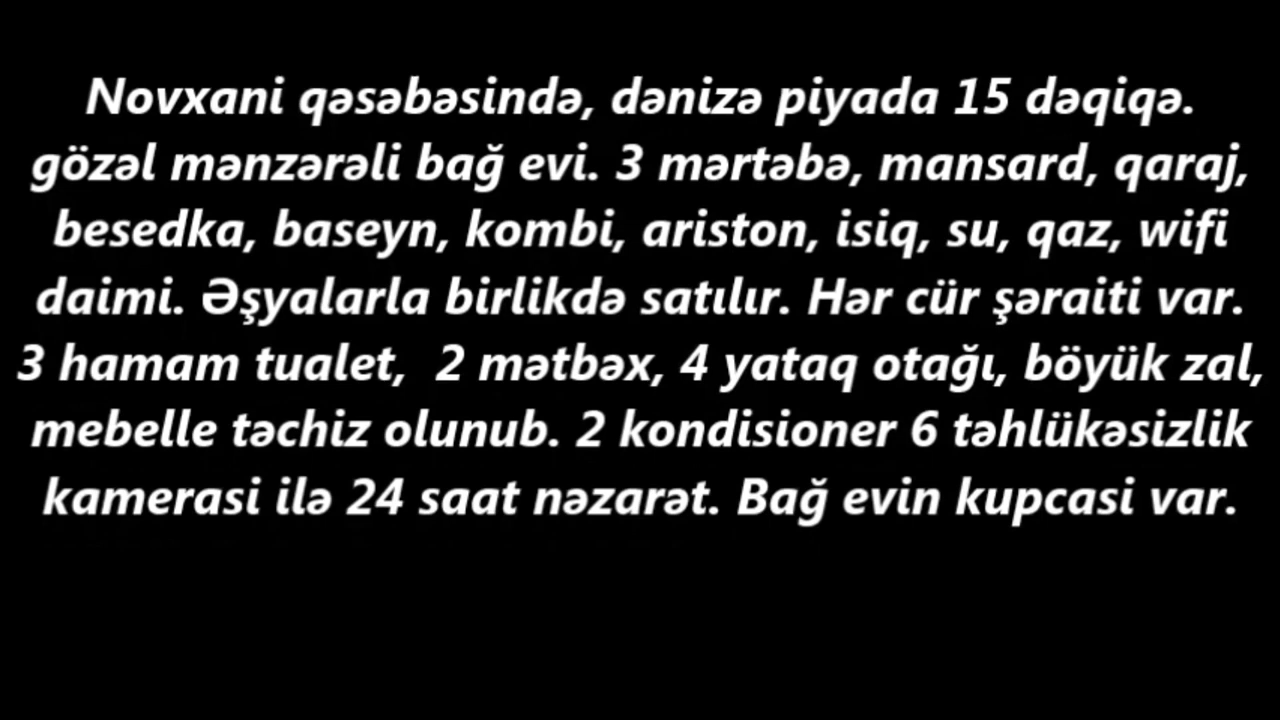 Novxani qəsəbəsində, dənizə piyada 15 dəqiqə.
gözəl mənzərəli bağ evi. 3 mərtəbə, mansard, qaraj,
besedka, baseyn, kombi, ariston, isiq, su, qaz, wifi
daimi. Əşyalarla birlikdə satılır. Hər cür şəraiti var.
3 hamam tualet, 2 mətbəx, 4 yataq otağı, böyük zal,
mebelle təchiz olunub. 2 kondisioner 6 təhlükəsizlik
kamerasi ilə 24 saat nəzarət. Bağ evin kupcasi var.